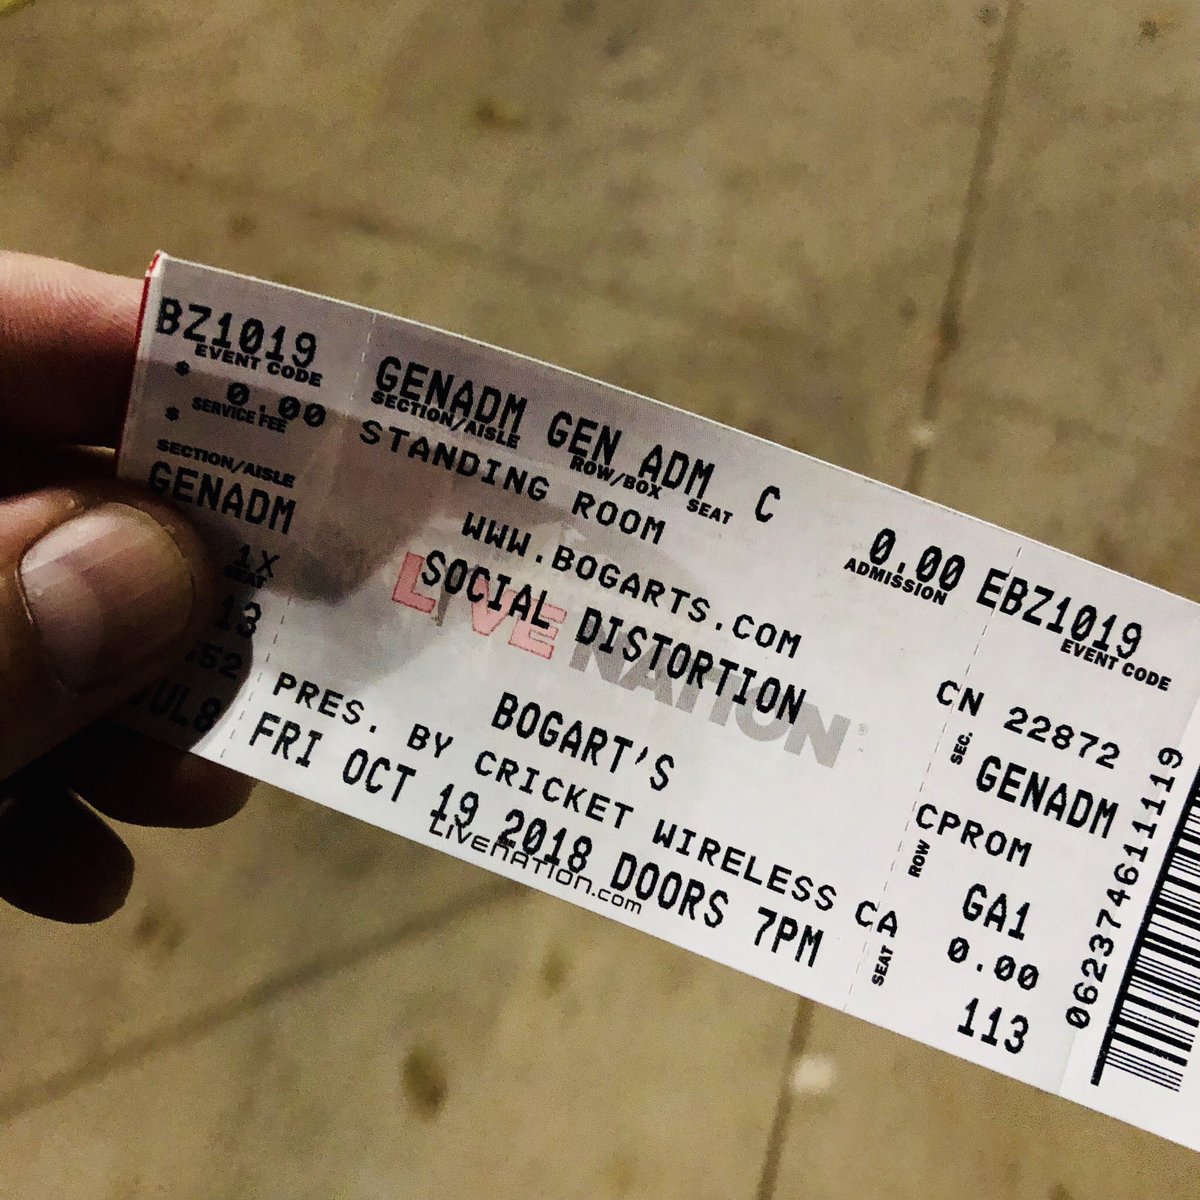 BZ1019
EVENT CODE
$ 0.00
$ SERVICE FEE
SECTION/AISLE
GENADM
1X
SEAT
13
52
JUL8
GENADM GEN ADM C 0.00
SECTION/AISLE ROW/BOX SEAT ADMISSION
STANDING ROOM
WWW.BOGARTS.COM
LIVE NATION
SOCIAL DISTORTION
BOGART'S
PRES. BY CRICKET WIRELESS
FRI OCT 19 2018 DOORS 7PM
LIVENATION.com
EBZ1019
EVENT CODE
CN 22872
SEC.
GENADM
CPROM
ROW
GA1
CA 0.00
SEAT
113
062374611119